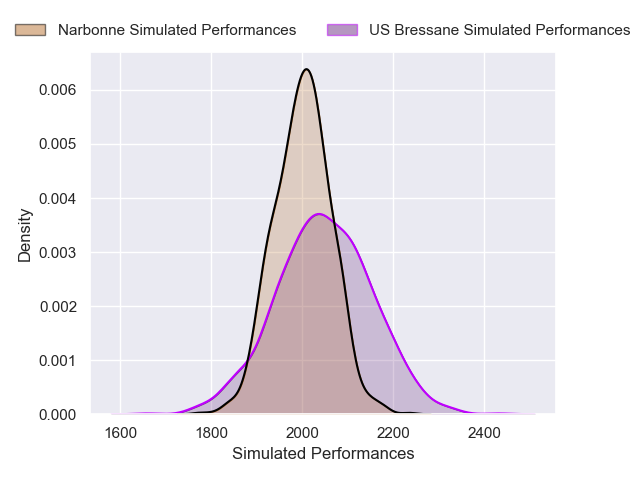 Narbonne Simulated Performances
US Bressane Simulated Performances
0.006
0.005
0.004
0.003
0.002
0.001
0.000
Density
1600 1800 2000 2200 2400
Simulated Performances